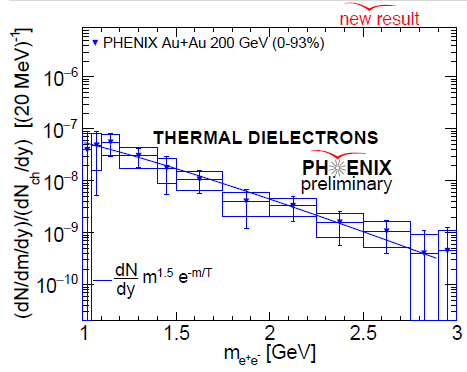 new result
PHENIX Au+Au 200 GeV (0-93%)
THERMAL DIELECTRONS
PHENIX
preliminary
dN/dy m^1.5 e^-m/T
(dN/dm/dy)/(dN_ch/dy) [(20 MeV)^-1]
10^-6
10^-7
10^-8
10^-9
10^-10
1 1.5 2 2.5 3
m_e+e- [GeV]